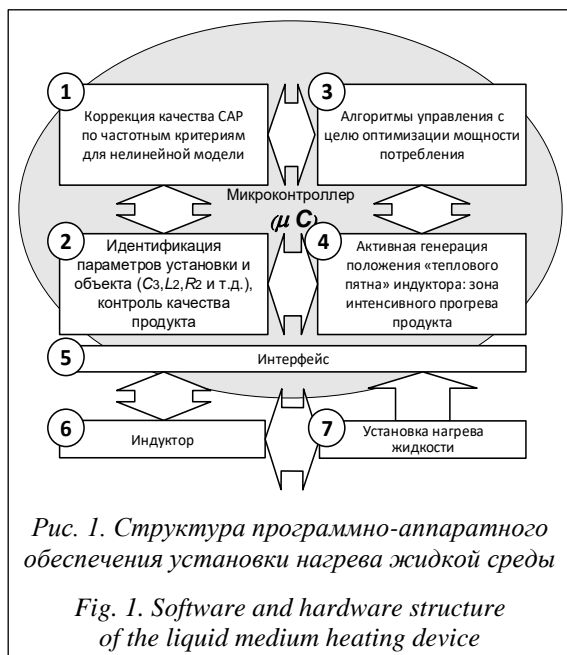 1
Коррекция качества САР
по частотным критериям
для нелинейной модели
3
Алгоритмы управления с
целю оптимизации мощности
потребления
Микроконтроллер
(μ C)
2
Идентификация
параметров установки и
объекта (C3,L2,R2 и т.д.),
контроль качества
продукта
4
Активная генерация
положения «теплового
пятна» индуктора: зона
интенсивного прогрева
продукта
5
Интерфейс
6
Индуктор
7
Установка нагрева
жидкости
Рис. 1. Структура программно-аппаратного
обеспечения установки нагрева жидкой среды
Fig. 1. Software and hardware structure
of the liquid medium heating device